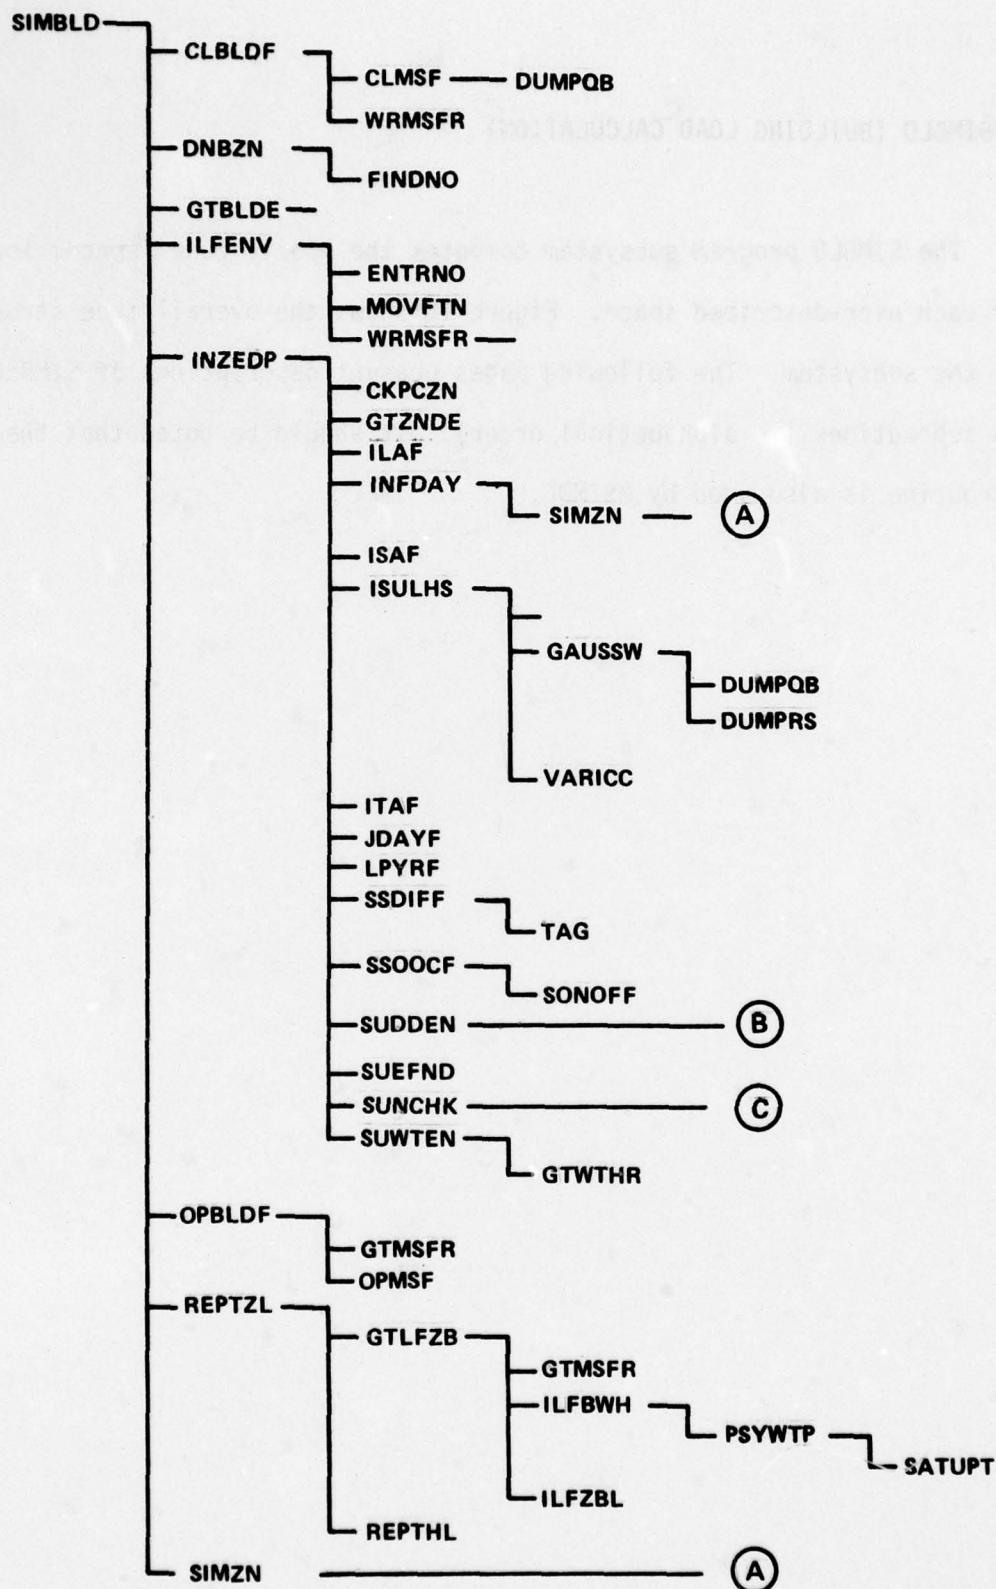 SIMBLD
CLBLDF
CLMSF DUMPQB
WRMSFR
DNBZN
FINDNO
GTBLDE
ILFENV
ENTRNO
MOVFTN
WRMSFR
INZEDP
CKPCZN
GTZNDE
ILAF
INFDAY
SIMZN A
ISAF
ISULHS
GAUSSW
DUMPQB
DUMPRS
VARICC
ITAF
JDAYF
LPYRF
SSDIFF
TAG
SSOOCF
SONOFF
SUDDEN B
SUEFND
SUNCHK C
SUWTEN
GTWTHR
OPBLDF
GTMSFR
OPMSF
REPTZL
GTLFZB
GTMSFR
ILFBWH
PSYWTP
SATUPT
ILFZBL
REPTHL
SIMZN A